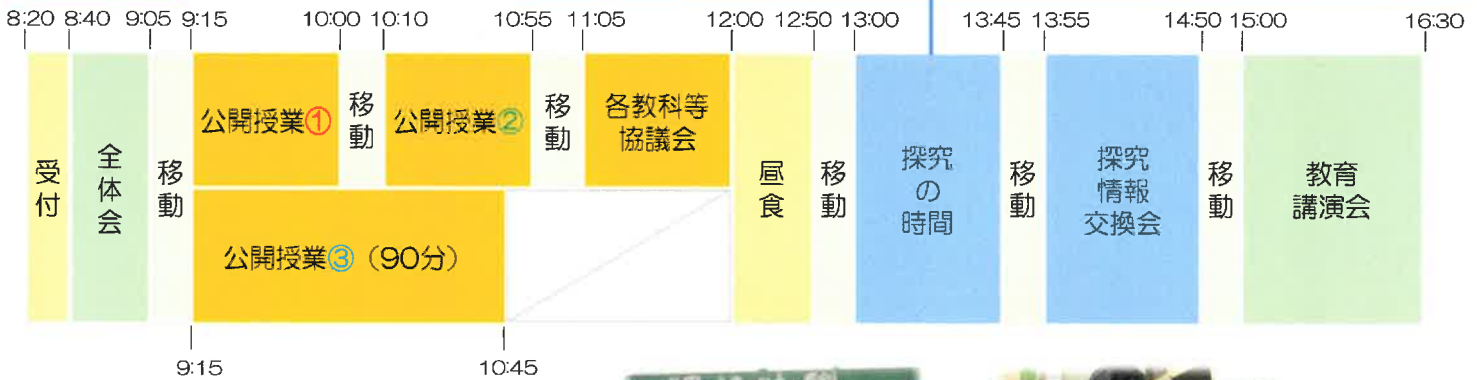 8:20 8:40 9:05 9:15 10:00 10:10 10:55 11:05 12:00 12:50 13:00 13:45 13:55 14:50 15:00 16:30
受付
全体会
移動
公開授業①
移動
公開授業②
移動
各教科等
協議会
公開授業③（90分）
昼食
移動
探究
の
時間
移動
探究
情報
交換会
移動
教育
講演会
9:15 10:45